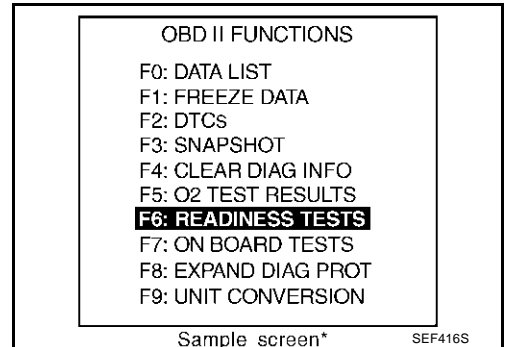 OBD II FUNCTIONS
F0: DATA LIST
F1: FREEZE DATA
F2: DTCs
F3: SNAPSHOT
F4: CLEAR DIAG INFO
F5: O2 TEST RESULTS
F6: READINESS TESTS
F7: ON BOARD TESTS
F8: EXPAND DIAG PROT
F9: UNIT CONVERSION
Sample screen*
SEF416S